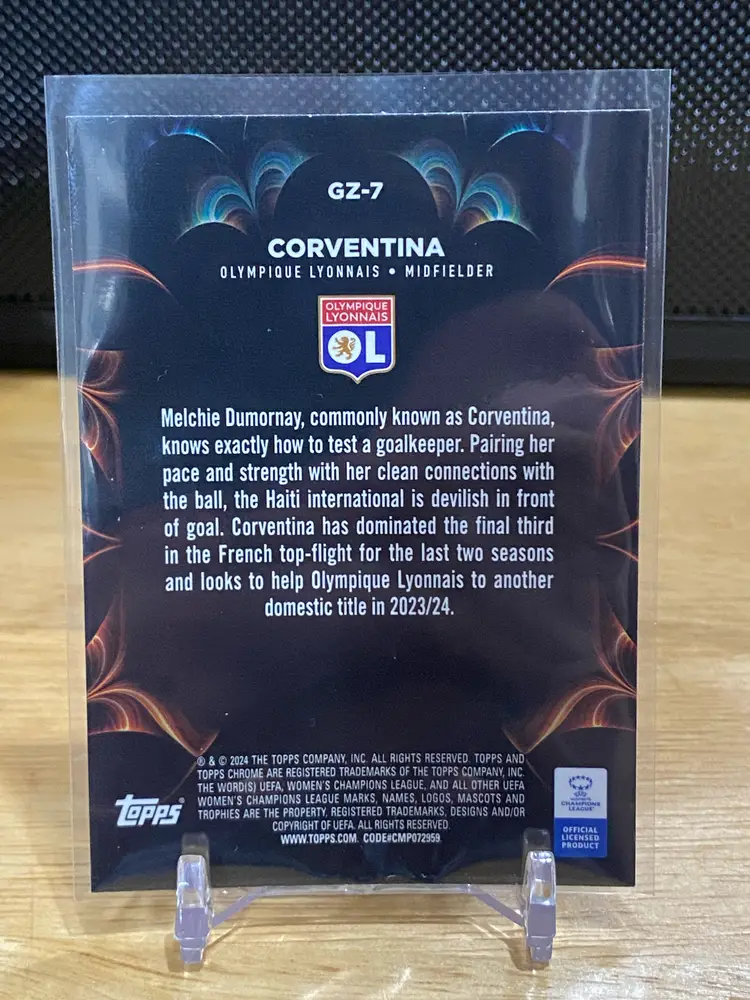 GZ-7
CORVENTINA
OLYMPIQUE LYONNAIS • MIDFIELDER
OLYMPIQUE
LYONNAIS
OL
Melchie Dumornay, commonly known as Corventina,
knows exactly how to test a goalkeeper. Pairing her
pace and strength with her clean connections with
the ball, the Haiti international is devilish in front
of goal. Corventina has dominated the final third
in the French top-flight for the last two seasons
and looks to help Olympique Lyonnais to another
domestic title in 2023/24.
® & © 2024 THE TOPPS COMPANY, INC. ALL RIGHTS RESERVED. TOPPS AND
TOPPS CHROME ARE REGISTERED TRADEMARKS OF THE TOPPS COMPANY, INC.
THE WORD(S) UEFA, WOMEN'S CHAMPIONS LEAGUE, AND ALL OTHER UEFA
WOMEN'S CHAMPIONS LEAGUE MARKS, NAMES, LOGOS, MASCOTS AND
TROPHIES ARE THE PROPERTY, REGISTERED TRADEMARKS, DESIGNS AND/OR
COPYRIGHT OF UEFA. ALL RIGHTS RESERVED.
WWW.TOPPS.COM. CODE#CMP072959
topps®
UEFA
WOMEN'S
CHAMPIONS
LEAGUE
OFFICIAL
LICENSED
PRODUCT